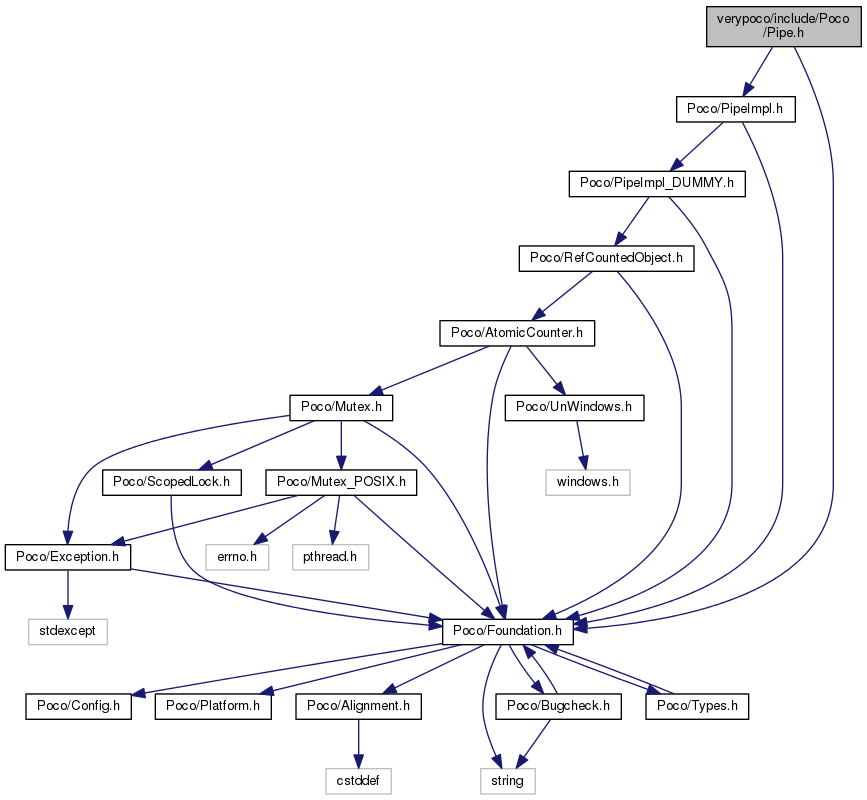 verypoco/include/Poco
/Pipe.h
Poco/PipeImpl.h
Poco/PipeImpl_DUMMY.h
Poco/RefCountedObject.h
Poco/AtomicCounter.h
Poco/Mutex.h
Poco/UnWindows.h
Poco/ScopedLock.h
Poco/Mutex_POSIX.h
windows.h
Poco/Exception.h
errno.h
pthread.h
stdexcept
Poco/Foundation.h
Poco/Config.h
Poco/Platform.h
Poco/Alignment.h
Poco/Bugcheck.h
Poco/Types.h
cstddef
string